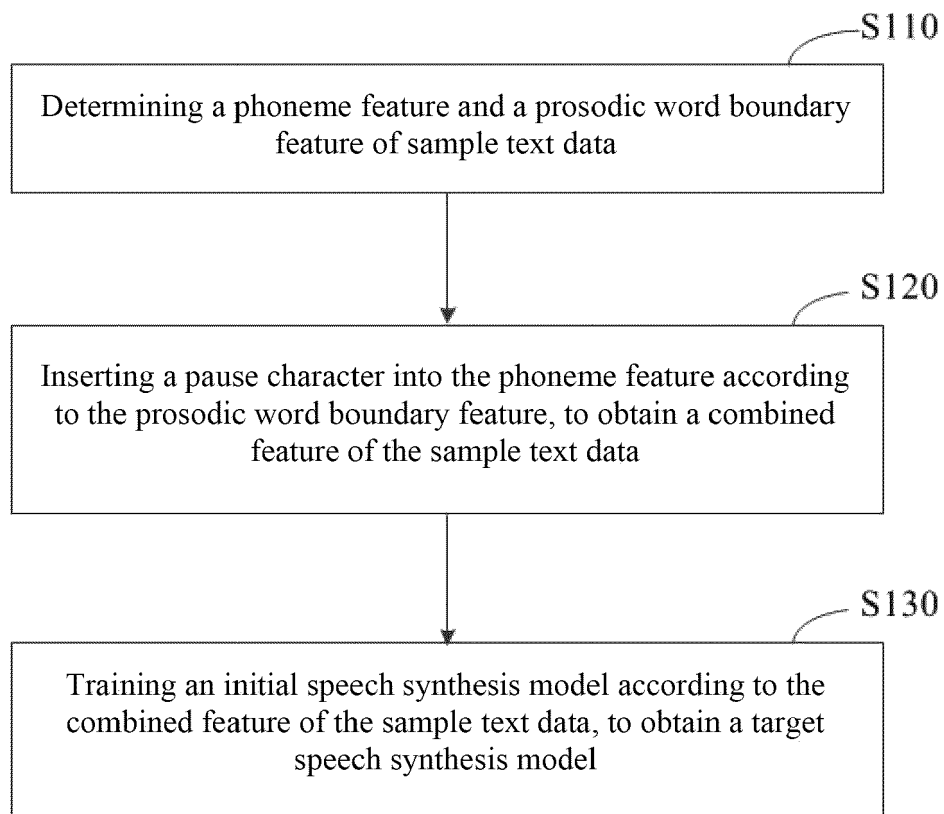 S110
Determining a phoneme feature and a prosodic word boundary
feature of sample text data
S120
Inserting a pause character into the phoneme feature according
to the prosodic word boundary feature, to obtain a combined
feature of the sample text data
S130
Training an initial speech synthesis model according to the
combined feature of the sample text data, to obtain a target
speech synthesis model